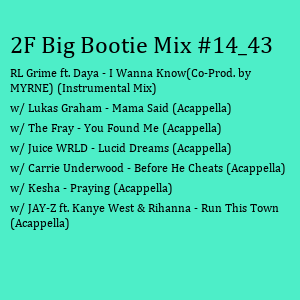 2F Big Bootie Mix #14_43
RL Grime ft. Daya - I Wanna Know(Co-Prod. by
MYRNE) (Instrumental Mix)
w/ Lukas Graham - Mama Said (Acappella)
w/ The Fray - You Found Me (Acappella)
w/ Juice WRLD - Lucid Dreams (Acappella)
w/ Carrie Underwood - Before He Cheats (Acappella)
w/ Kesha - Praying (Acappella)
w/ JAY-Z ft. Kanye West & Rihanna - Run This Town
(Acappella)